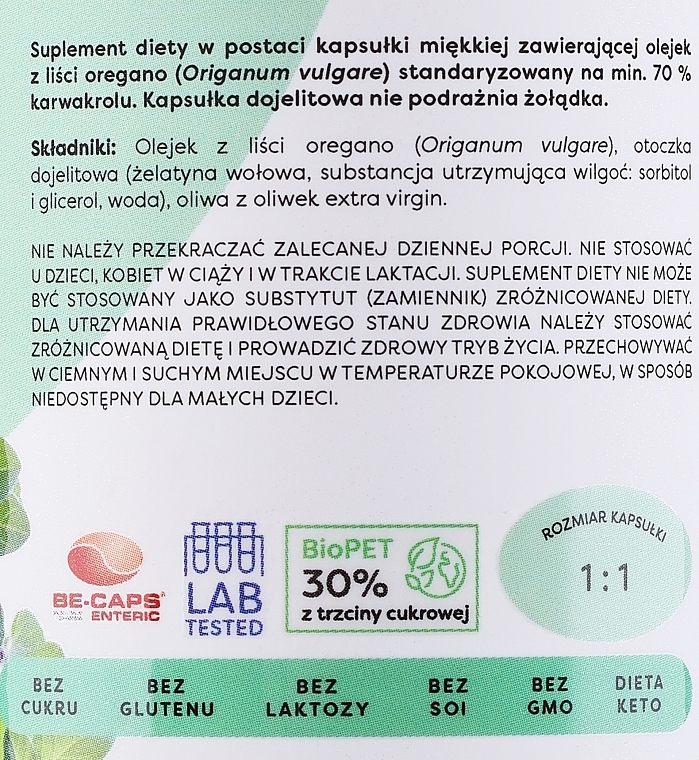 Suplement diety w postaci kapsułki miękkiej zawierającej olejek
z liści oregano (Origanum vulgare) standaryzowany na min. 70 %
karwakrolu. Kapsułka dojelitowa nie podrażnia żołądka.
Składniki: Olejek z liści oregano (Origanum vulgare), otoczka
dojelitowa (żelatyna wołowa, substancja utrzymująca wilgoć: sorbitol
i glicerol, woda), oliwa z oliwek extra virgin.
NIE NALEŻY PRZEKRACZAĆ ZALECANEJ DZIENNEJ PORCJI. NIE STOSOWAĆ
U DZIECI, KOBIET W CIĄŻY I W TRAKCIE LAKTACJI. SUPLEMENT DIETY NIE MOŻE
BYĆ STOSOWANY JAKO SUBSTYTUT (ZAMIENNIK) ZRÓŻNICOWANEJ DIETY.
DLA UTRZYMANIA PRAWIDŁOWEGO STANU ZDROWIA NALEŻY STOSOWAĆ
ZRÓŻNICOWANĄ DIETĘ I PROWADZIĆ ZDROWY TRYB ŻYCIA. PRZECHOWYWAĆ
W CIEMNYM I SUCHYM MIEJSCU W TEMPERATURZE POKOJOWEJ, W SPOSÓB
NIEDOSTĘPNY DLA MAŁYCH DZIECI.
BE-CAPS
ENTERIC
LAB
TESTED
BioPET
30%
z trzciny cukrowej
ROZMIAR KAPSUŁKI
1:1
BEZ
CUKRU
BEZ
GLUTENU
BEZ
LAKTOZY
BEZ
SOI
BEZ
GMO
DIETA
KETO